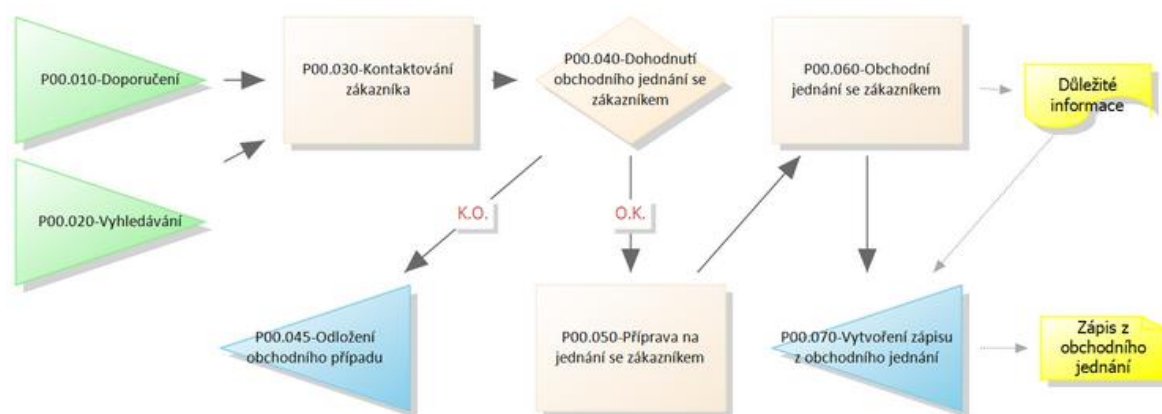 P00.010-Doporučení
P00.030-Kontaktování
zákazníka
P00.040-Dohodnutí
obchodního jednání se
zákazníkem
P00.060-Obchodní
jednání se zákazníkem
Důležité
informace
P00.020-Vyhledávání
K.O.
O.K.
P00.045-Odložení
obchodního případu
P00.050-Příprava na
jednání se zákazníkem
P00.070-Vytvoření zápisu
z obchodního jednání
Zápis z
obchodního
jednání